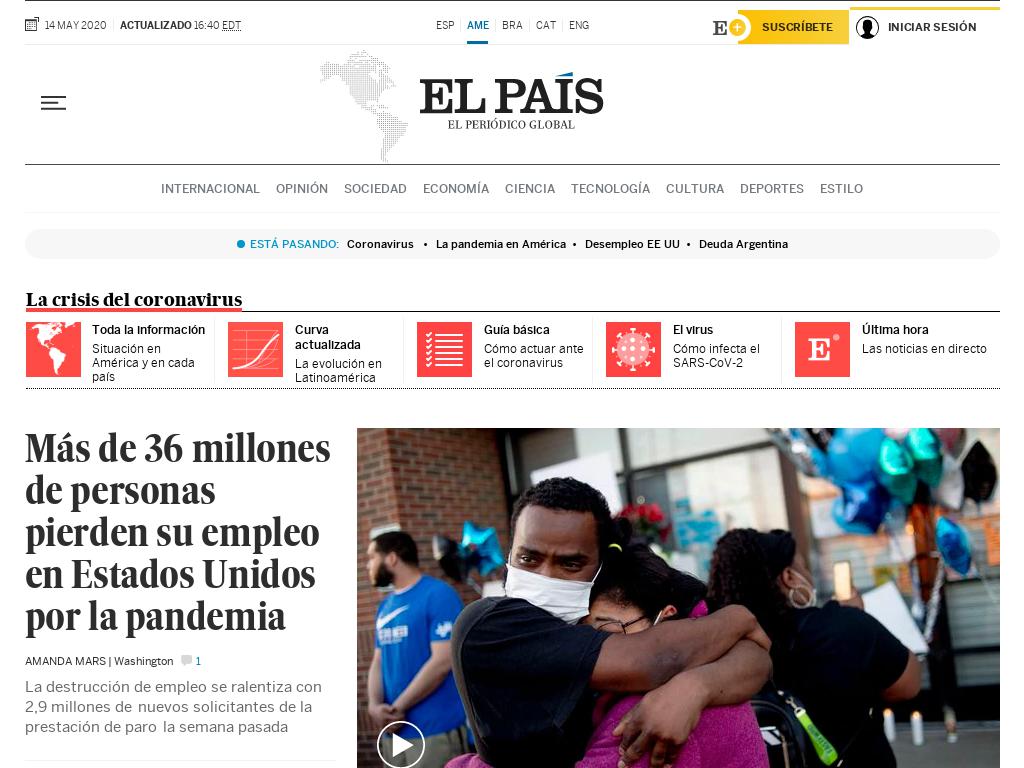 14 MAY 2020 ACTUALIZADO 16:40 EDT
ESP AME BRA CAT ENG
E+ SUSCRÍBETE INICIAR SESIÓN
EL PAÍS
EL PERIÓDICO GLOBAL
INTERNACIONAL OPINIÓN SOCIEDAD ECONOMÍA CIENCIA TECNOLOGÍA CULTURA DEPORTES ESTILO
ESTÁ PASANDO: Coronavirus • La pandemia en América • Desempleo EE UU • Deuda Argentina
La crisis del coronavirus
Toda la información
Situación en
América y en cada
país
Curva
actualizada
La evolución en
Latinoamérica
Guía básica
Cómo actuar ante
el coronavirus
El virus
Cómo infecta el
SARS-CoV-2
E
Última hora
Las noticias en directo
Más de 36 millones
de personas
pierden su empleo
en Estados Unidos
por la pandemia
AMANDA MARS | Washington 1
La destrucción de empleo se ralentiza con
2,9 millones de nuevos solicitantes de la
prestación de paro la semana pasada